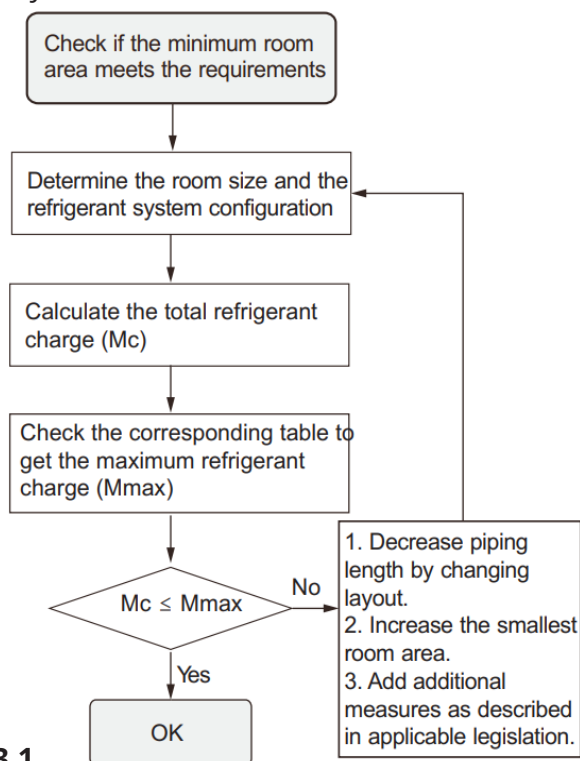 Check if the minimum room
area meets the requirements
Determine the room size and the
refrigerant system configuration
Calculate the total refrigerant
charge (Mc)
Check the corresponding table to
get the maximum refrigerant
charge (Mmax)
Mc ≤ Mmax
No
Yes
OK
1. Decrease piping
length by changing
layout.
2. Increase the smallest
room area.
3. Add additional
measures as described
in applicable legislation.